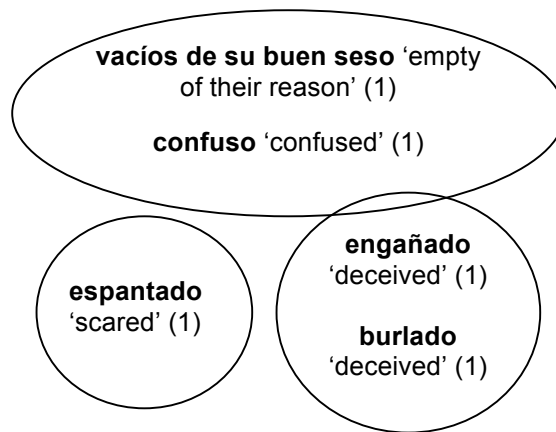 vacíos de su buen seso ‘empty
of their reason’ (1)
confuso ‘confused’ (1)
espantado
‘scared’ (1)
engañado
‘deceived’ (1)
burlado
‘deceived’ (1)